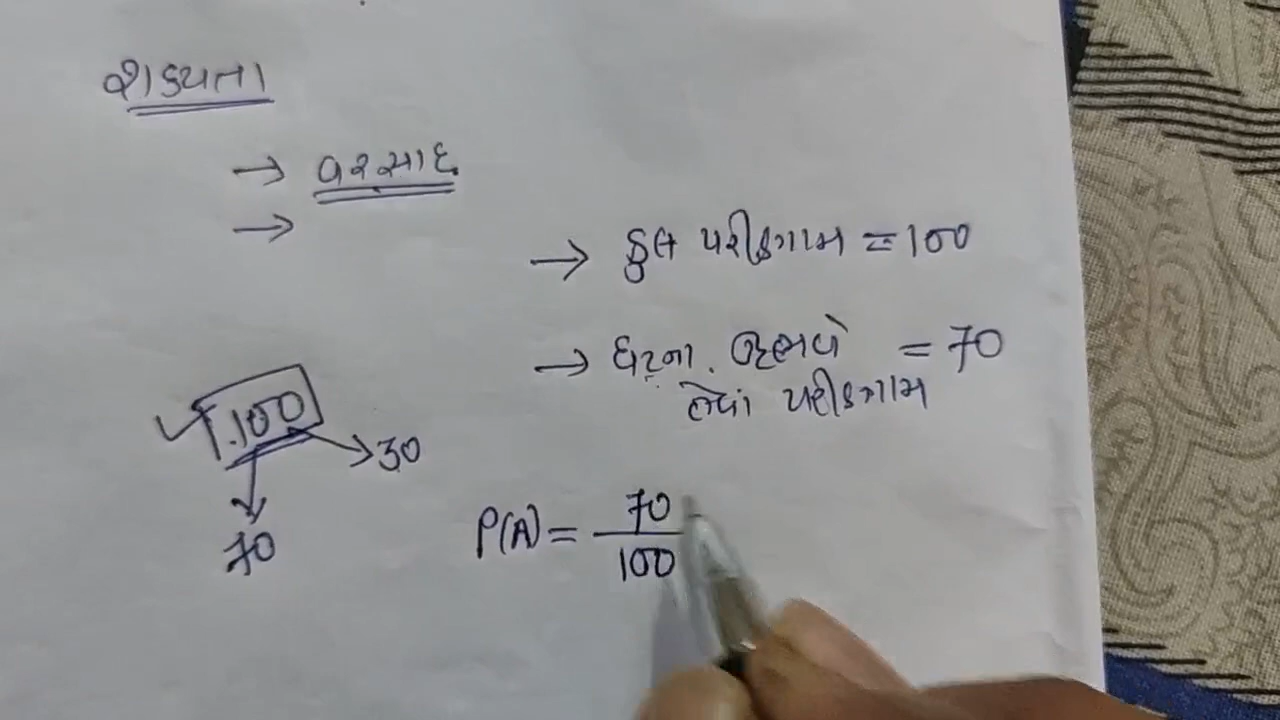 શક્યતા
→ વરસાદ
→
→ કુલ પરીણામ = 100
→ ઘટના ઉદ્ભવે = 70
તેવાં પરીણામ
T.100
→ 30
70
P(A) = 70/100